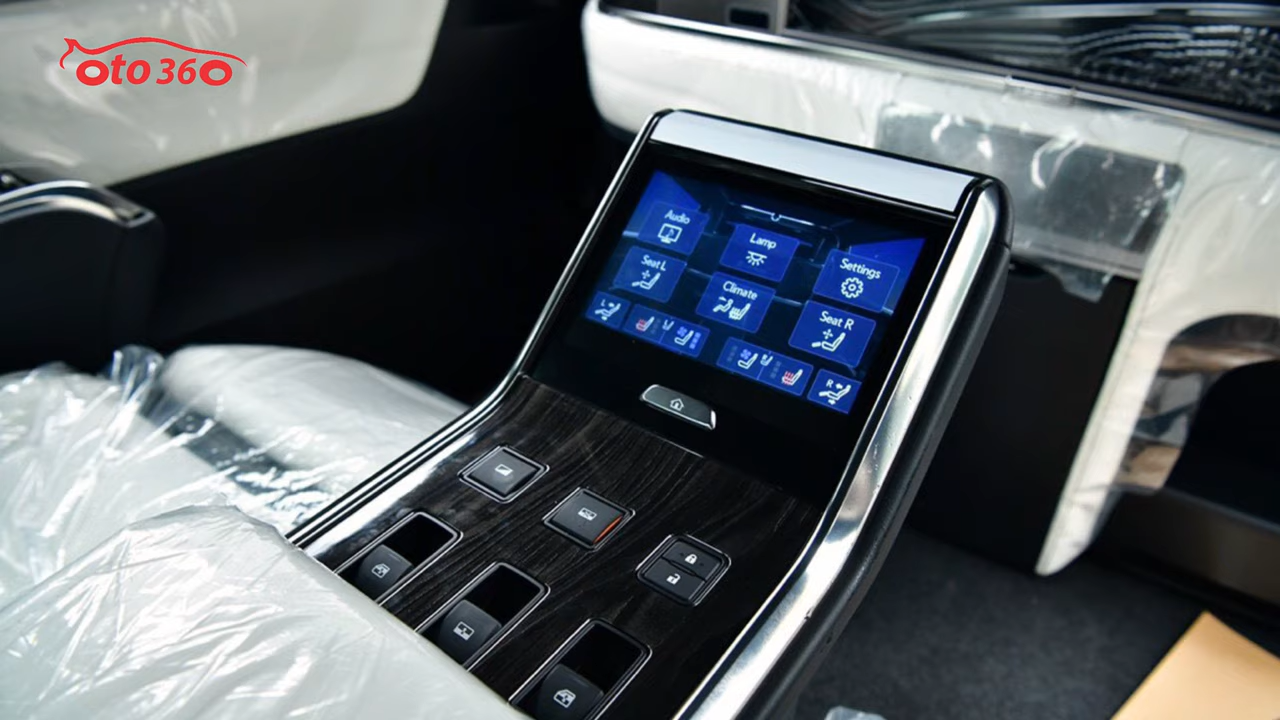 oto360
Audio
Lamp
Settings
Seat L
Climate
Seat R
L
R